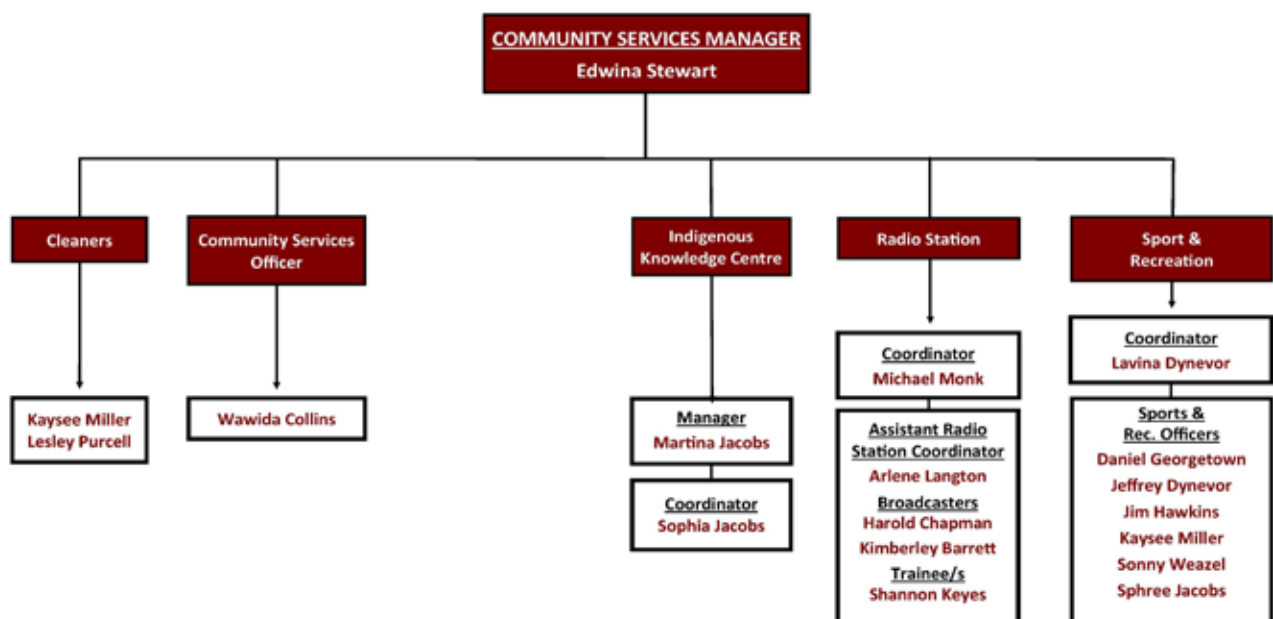 COMMUNITY SERVICES MANAGER
Edwina Stewart
Cleaners
Kaysee Miller
Lesley Purcell
Community Services
Officer
Wawida Collins
Indigenous
Knowledge Centre
Manager
Martina Jacobs
Coordinator
Sophia Jacobs
Radio Station
Coordinator
Michael Monk
Assistant Radio
Station Coordinator
Arlene Langton
Broadcasters
Harold Chapman
Kimberley Barrett
Trainee/s
Shannon Keyes
Sport &
Recreation
Coordinator
Lavina Dynevor
Sports &
Rec. Officers
Daniel Georgetown
Jeffrey Dynevor
Jim Hawkins
Kaysee Miller
Sonny Weazel
Sphree Jacobs